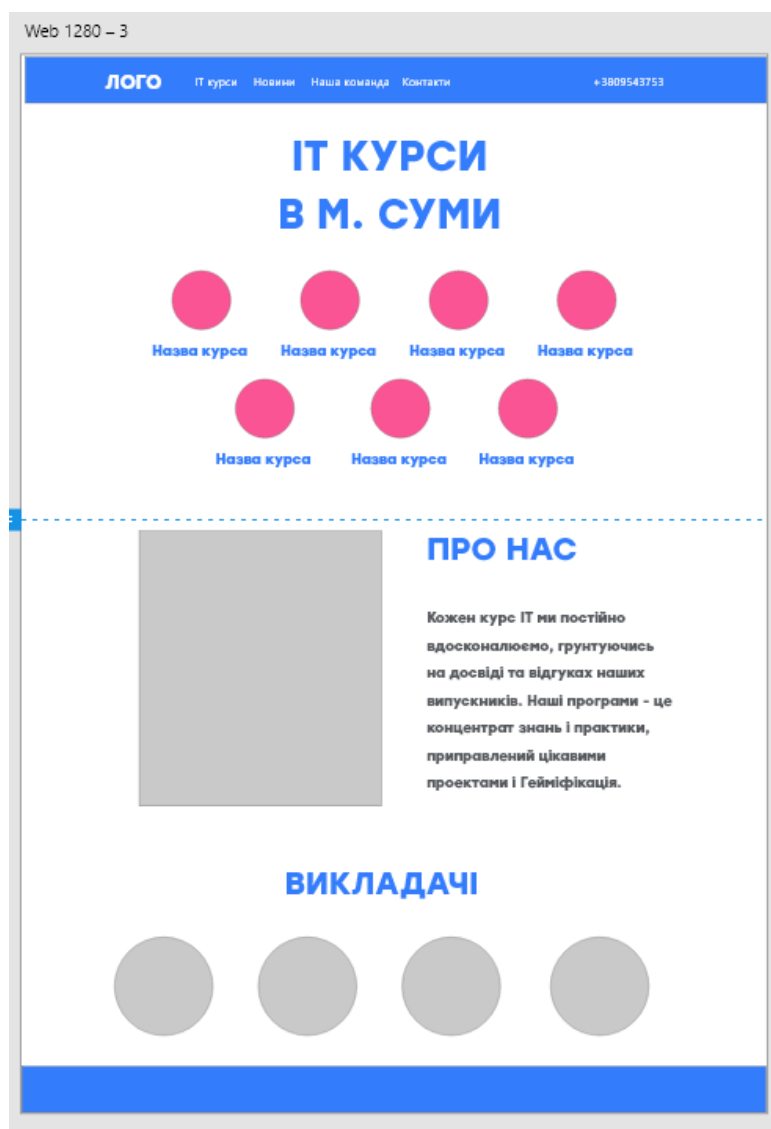 Web 1280 – 3
ЛОГО IT курси Новини Наша команда Контакти +3809543753
ІТ КУРСИ
В М. СУМИ
Назва курса Назва курса Назва курса Назва курса
Назва курса Назва курса Назва курса
ПРО НАС
Кожен курс ІТ ми постійно
вдосконалюємо, грунтуючись
на досвіді та відгуках наших
випускників. Наші програми - це
концентрат знань і практики,
приправлений цікавими
проектами і Гейміфікація.
ВИКЛАДАЧІ